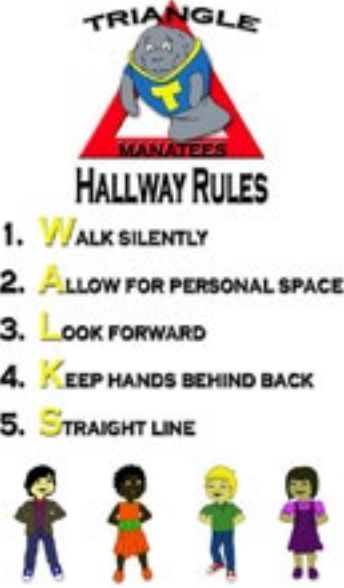 TRIANGLE
T
MANATEES
HALLWAY RULES
1. WALK SILENTLY
2. ALLOW FOR PERSONAL SPACE
3. LOOK FORWARD
4. KEEP HANDS BEHIND BACK
5. STRAIGHT LINE